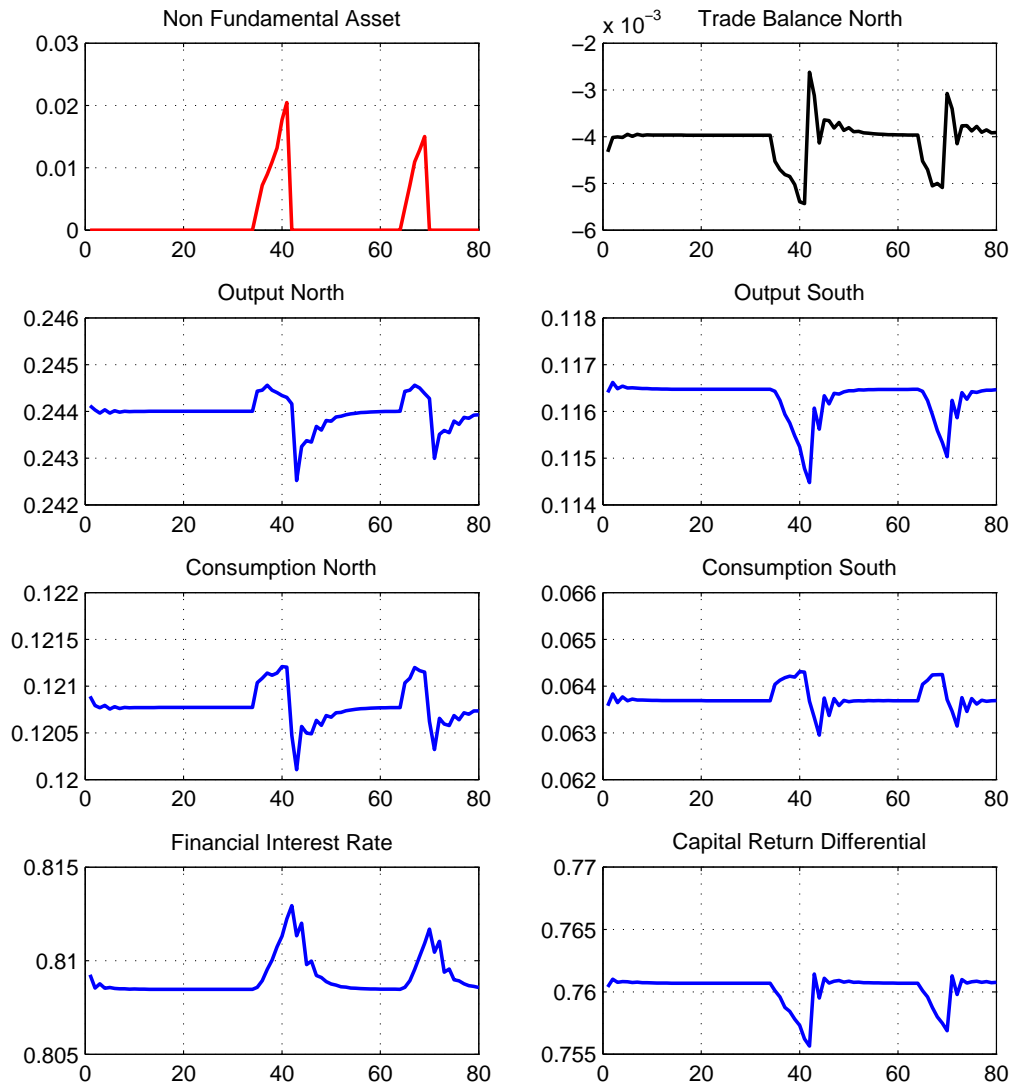 Non Fundamental Asset
0.03
0.02
0.01
0
0 20 40 60 80
Trade Balance North
x 10⁻³
−2
−3
−4
−5
−6
0 20 40 60 80
Output North
0.246
0.245
0.244
0.243
0.242
0 20 40 60 80
Output South
0.118
0.117
0.116
0.115
0.114
0 20 40 60 80
Consumption North
0.122
0.1215
0.121
0.1205
0.12
0 20 40 60 80
Consumption South
0.066
0.065
0.064
0.063
0.062
0 20 40 60 80
Financial Interest Rate
0.815
0.81
0.805
0 20 40 60 80
Capital Return Differential
0.77
0.765
0.76
0.755
0 20 40 60 80